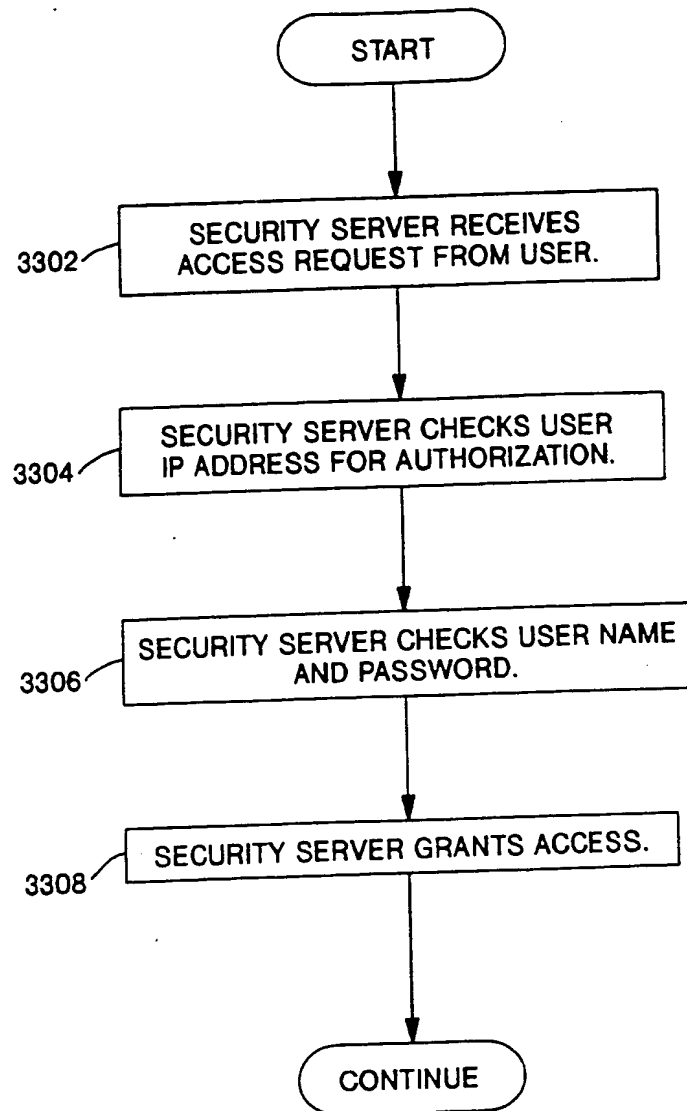 START
3302
SECURITY SERVER RECEIVES
ACCESS REQUEST FROM USER.
3304
SECURITY SERVER CHECKS USER
IP ADDRESS FOR AUTHORIZATION.
3306
SECURITY SERVER CHECKS USER NAME
AND PASSWORD.
3308
SECURITY SERVER GRANTS ACCESS.
CONTINUE